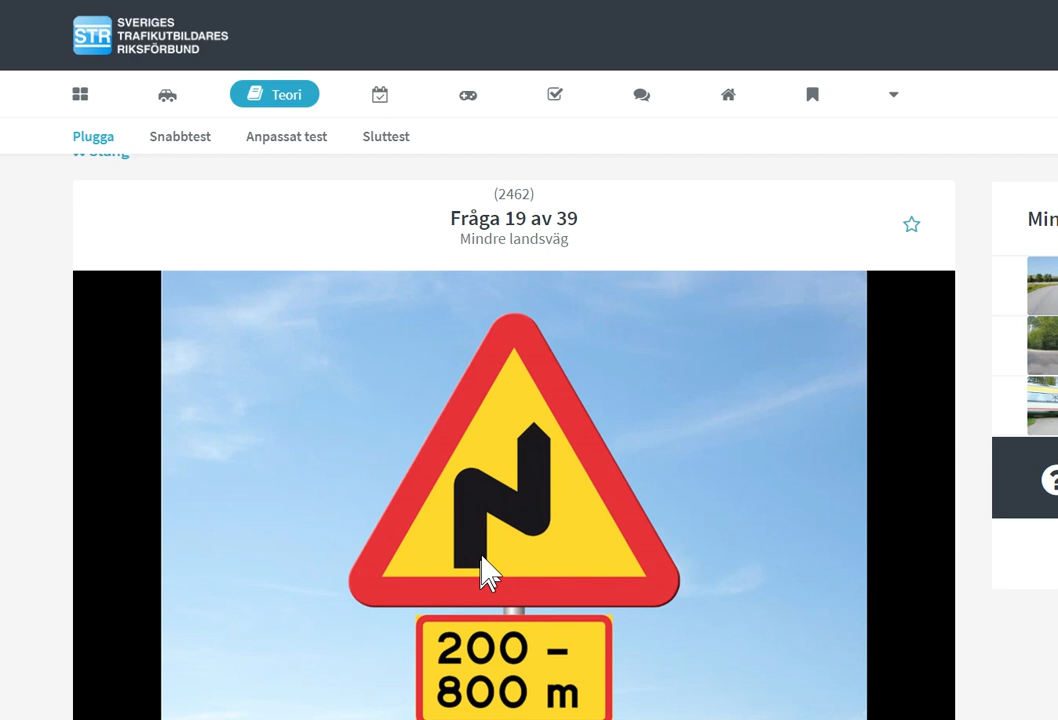 STR
SVERIGES
TRAFIKUTBILDARES
RIKSFÖRBUND
Teori
Plugga Snabbtest Anpassat test Sluttest
(2462)
Fråga 19 av 39
Mindre landsväg
Min
200 –
800 m
?